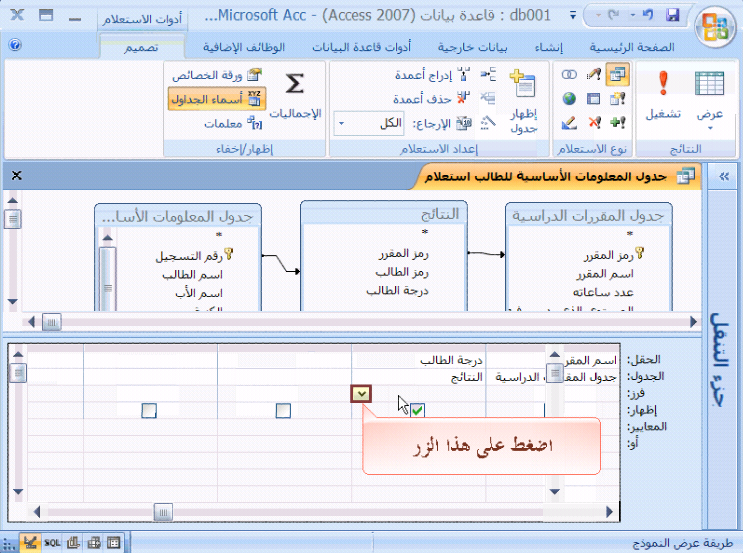 db001 : قاعدة بيانات (Access 2007) - Microsoft Acc...
أدوات الاستعلام
الصفحة الرئيسية
إنشاء
بيانات خارجية
أدوات قاعدة البيانات
الوظائف الإضافية
تصميم
عرض
تشغيل
النتائج
نوع الاستعلام
إظهار جدول
إدراج أعمدة
حذف أعمدة
الإرجاع: الكل
إعداد الاستعلام
الإجماليات
ورقة الخصائص
أسماء الجداول
معلمات
إظهار/إخفاء
جدول المعلومات الأساسية للطالب استعلام
جزء التنقل
جدول المقررات الدراسية
*
رمز المقرر
اسم المقرر
عدد ساعاته
النتائج
*
رمز المقرر
رمز الطالب
درجة الطالب
جدول المعلومات الأسا...
*
رقم التسجيل
اسم الطالب
اسم الأب
الحقل: اسم المقر درجة الطالب
الجدول: جدول المقـ ت الدراسية النتائج
فرز:
إظهار:
المعايير:
أو:
اضغط على هذا الزر
طريقة عرض النموذج
SQL